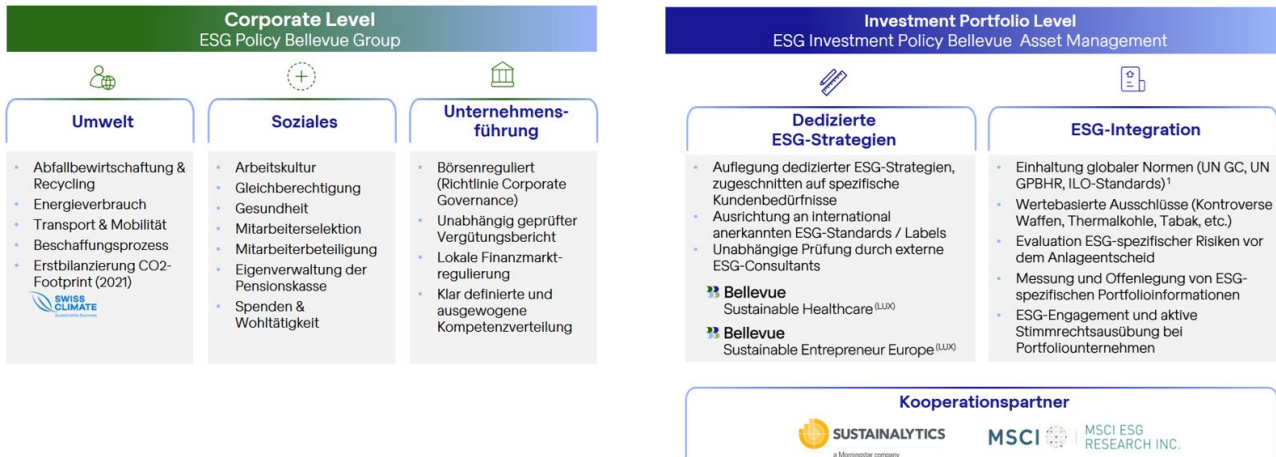 Corporate Level
ESG Policy Bellevue Group
Umwelt
• Abfallbewirtschaftung &
Recycling
• Energieverbrauch
• Transport & Mobilität
• Beschaffungsprozess
• Erstbilanzierung CO2-
Footprint (2021)
SWISS
CLIMATE
Sustainable Business
Soziales
• Arbeitskultur
• Gleichberechtigung
• Gesundheit
• Mitarbeiterselektion
• Mitarbeiterbeteiligung
• Eigenverwaltung der
Pensionskasse
• Spenden &
Wohltätigkeit
Unternehmens-
führung
• Börsenreguliert
(Richtlinie Corporate
Governance)
• Unabhängig geprüfter
Vergütungsbericht
• Lokale Finanzmarkt-
regulierung
• Klar definierte und
ausgewogene
Kompetenzverteilung
Investment Portfolio Level
ESG Investment Policy Bellevue Asset Management
Dedizierte
ESG-Strategien
• Auflegung dedizierter ESG-Strategien,
zugeschnitten auf spezifische
Kundenbedürfnisse
• Ausrichtung an international
anerkannten ESG-Standards / Labels
• Unabhängige Prüfung durch externe
ESG-Consultants
Bellevue
Sustainable Healthcare (LUX)
Bellevue
Sustainable Entrepreneur Europe (LUX)
ESG-Integration
• Einhaltung globaler Normen (UN GC, UN
GPBHR, ILO-Standards)¹
• Wertebasierte Ausschlüsse (Kontroverse
Waffen, Thermalkohle, Tabak, etc.)
• Evaluation ESG-spezifischer Risiken vor
dem Anlageentscheid
• Messung und Offenlegung von ESG-
spezifischen Portfolioinformationen
• ESG-Engagement und aktive
Stimmrechtsausübung bei
Portfoliounternehmen
Kooperationspartner
SUSTAINALYTICS
a Morningstar company
MSCI
MSCI ESG
RESEARCH INC.